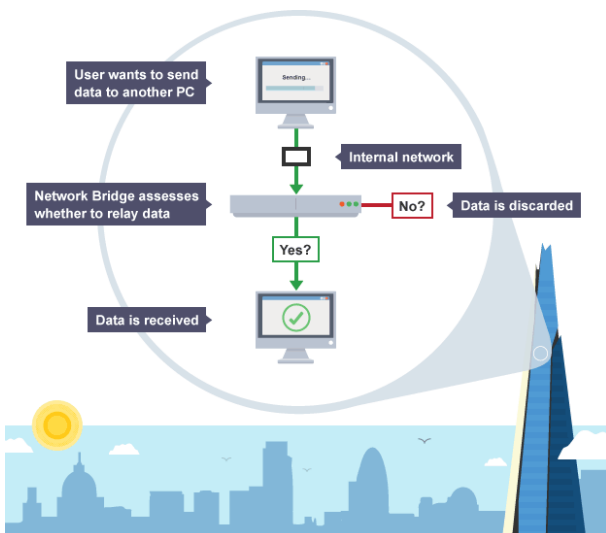 User wants to send
data to another PC
Sending...
Internal network
Network Bridge assesses
whether to relay data
No?
Data is discarded
Yes?
Data is received